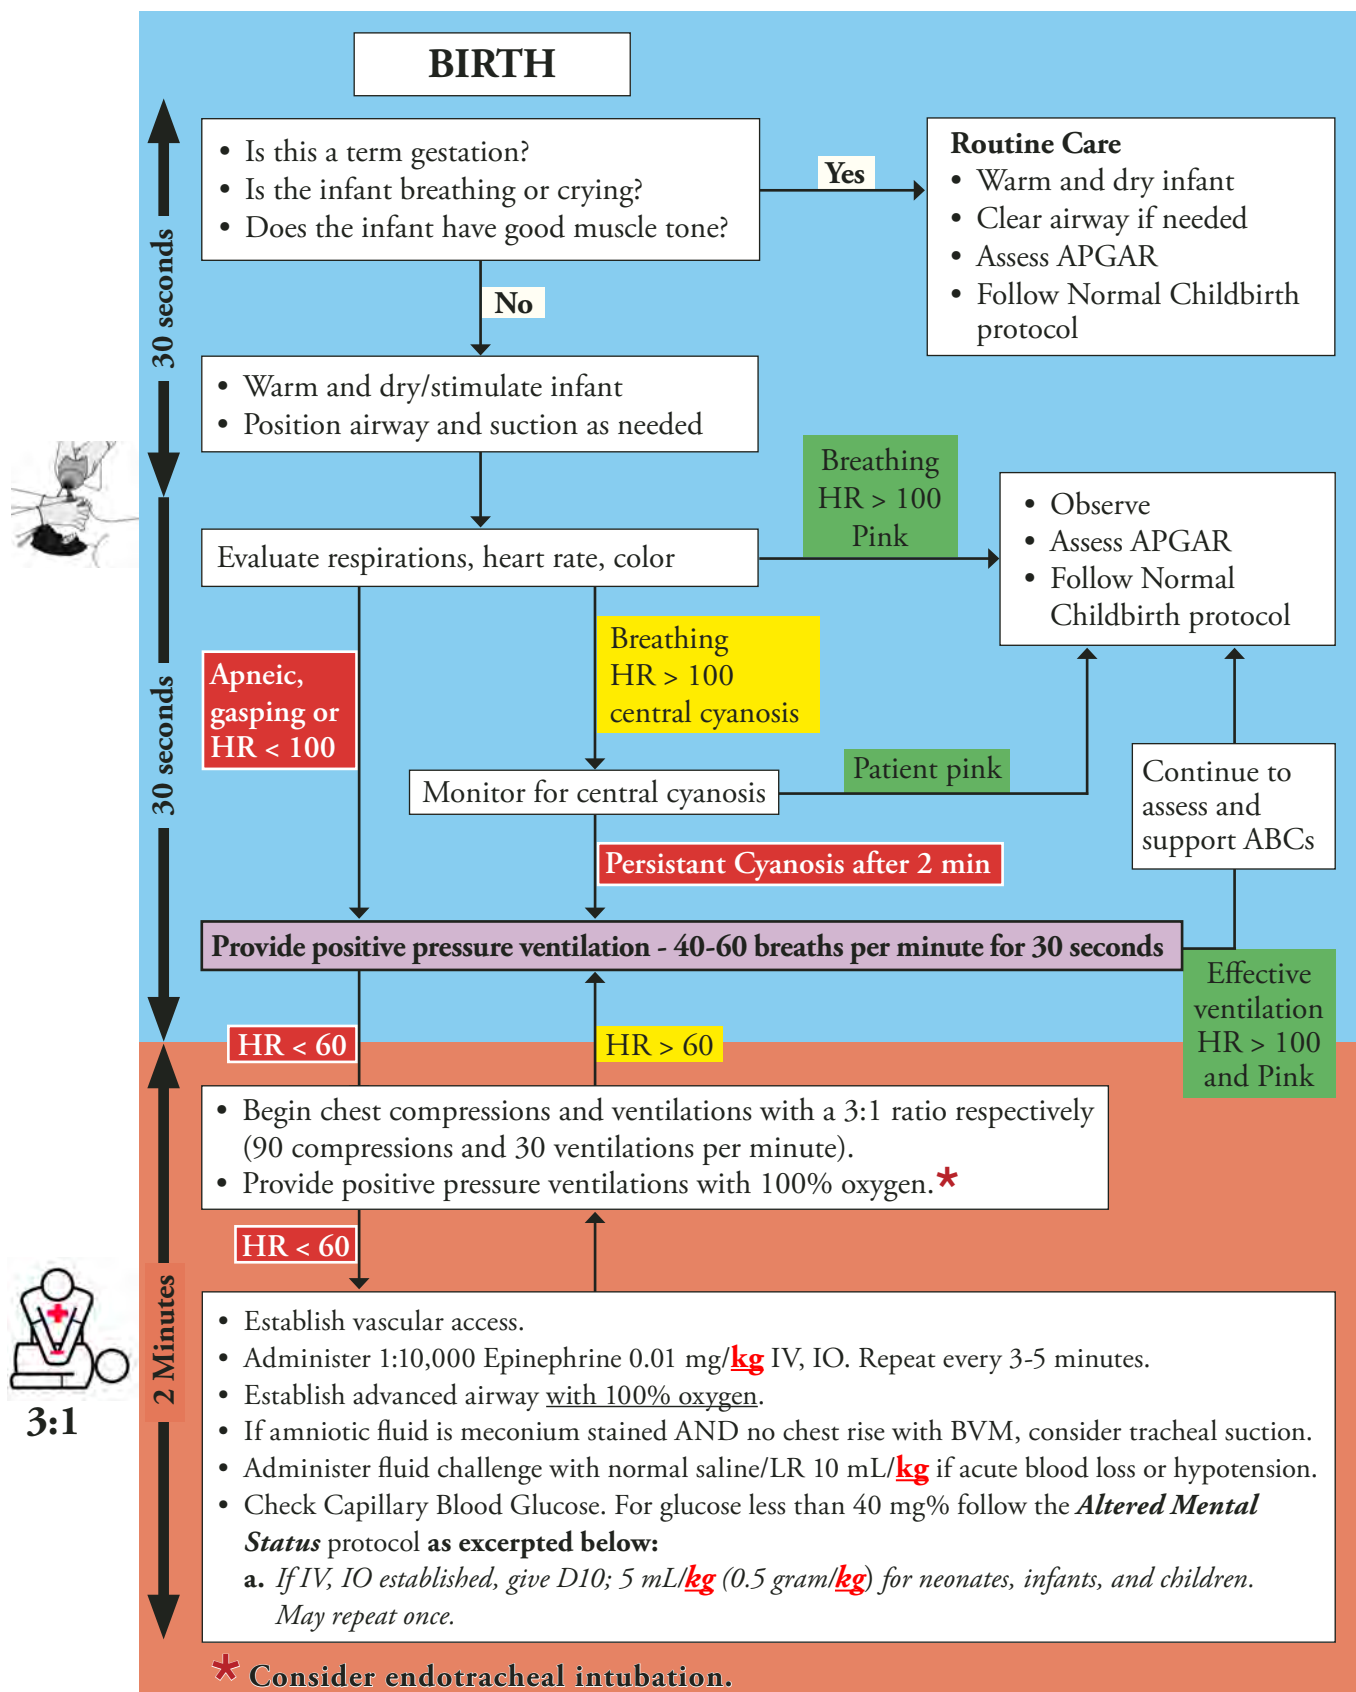 BIRTH
• Is this a term gestation?
• Is the infant breathing or crying?
• Does the infant have good muscle tone?
Yes
Routine Care
• Warm and dry infant
• Clear airway if needed
• Assess APGAR
• Follow Normal Childbirth
protocol
30 seconds
No
• Warm and dry/stimulate infant
• Position airway and suction as needed
Breathing
HR > 100
Pink
• Observe
• Assess APGAR
• Follow Normal
Childbirth protocol
Evaluate respirations, heart rate, color
30 seconds
Apneic,
gasping or
HR < 100
Breathing
HR > 100
central cyanosis
Monitor for central cyanosis
Patient pink
Continue to
assess and
support ABCs
Persistant Cyanosis after 2 min
Provide positive pressure ventilation - 40-60 breaths per minute for 30 seconds
Effective
ventilation
HR > 100
and Pink
HR < 60
HR > 60
• Begin chest compressions and ventilations with a 3:1 ratio respectively
(90 compressions and 30 ventilations per minute).
• Provide positive pressure ventilations with 100% oxygen.*
HR < 60
2 Minutes
3:1
• Establish vascular access.
• Administer 1:10,000 Epinephrine 0.01 mg/kg IV, IO. Repeat every 3-5 minutes.
• Establish advanced airway with 100% oxygen.
• If amniotic fluid is meconium stained AND no chest rise with BVM, consider tracheal suction.
• Administer fluid challenge with normal saline/LR 10 mL/kg if acute blood loss or hypotension.
• Check Capillary Blood Glucose. For glucose less than 40 mg% follow the Altered Mental
Status protocol as excerpted below:
a. If IV, IO established, give D10; 5 mL/kg (0.5 gram/kg) for neonates, infants, and children.
May repeat once.
* Consider endotracheal intubation.